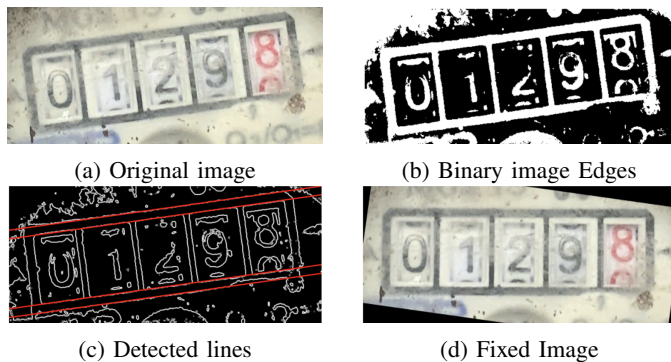 0 1 2 9 8
0 1 2 9 8
(a) Original image
(b) Binary image Edges
0 1 2 9 8
0 1 2 9 8
(c) Detected lines
(d) Fixed Image